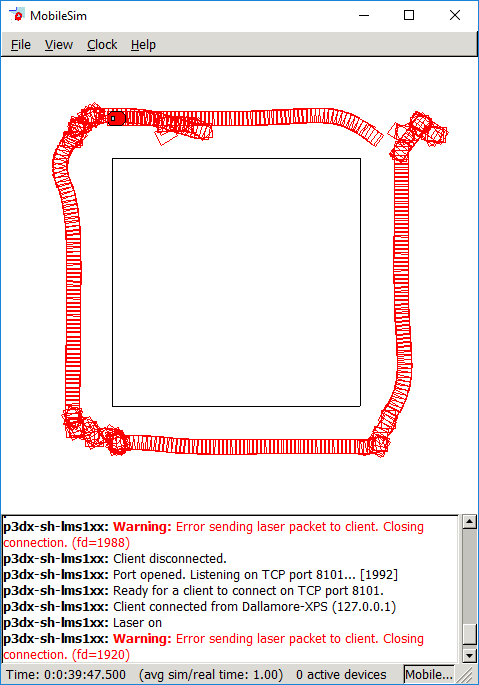 MobileSim
File View Clock Help
p3dx-sh-lms1xx: Warning: Error sending laser packet to client. Closing
connection. (fd=1988)
p3dx-sh-lms1xx: Client disconnected.
p3dx-sh-lms1xx: Port opened. Listening on TCP port 8101... [1992]
p3dx-sh-lms1xx: Ready for a client to connect on TCP port 8101.
p3dx-sh-lms1xx: Client connected from Dallamore-XPS (127.0.0.1)
p3dx-sh-lms1xx: Laser on
p3dx-sh-lms1xx: Warning: Error sending laser packet to client. Closing
connection. (fd=1920)
Time: 0:0:39:47.500 (avg sim/real time: 1.00) 0 active devices Mobile...